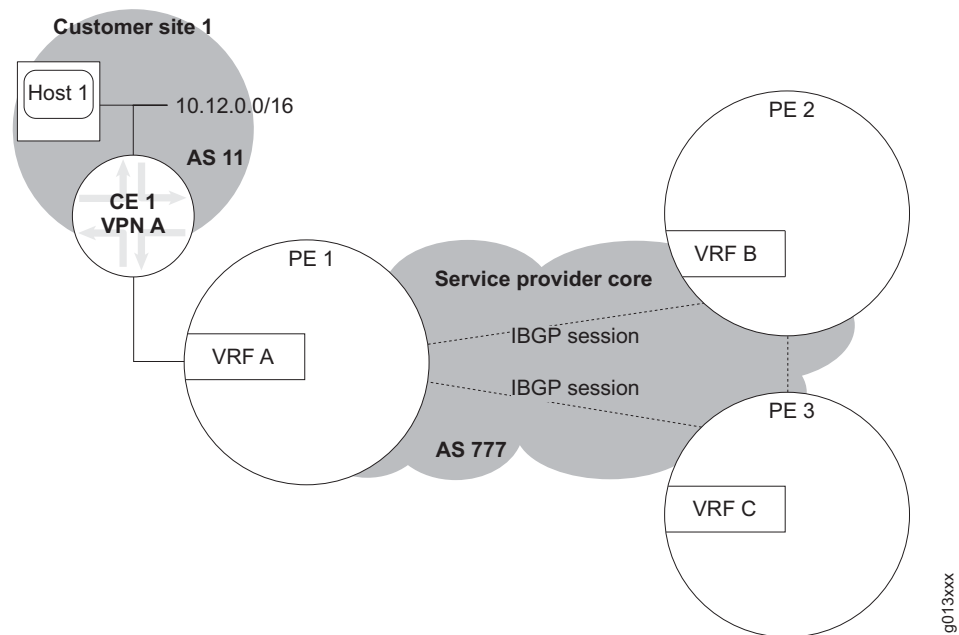 Customer site 1
Host 1
10.12.0.0/16
AS 11
CE 1
VPN A
PE 1
VRF A
Service provider core
IBGP session
IBGP session
AS 777
PE 2
VRF B
PE 3
VRF C
g013xxx